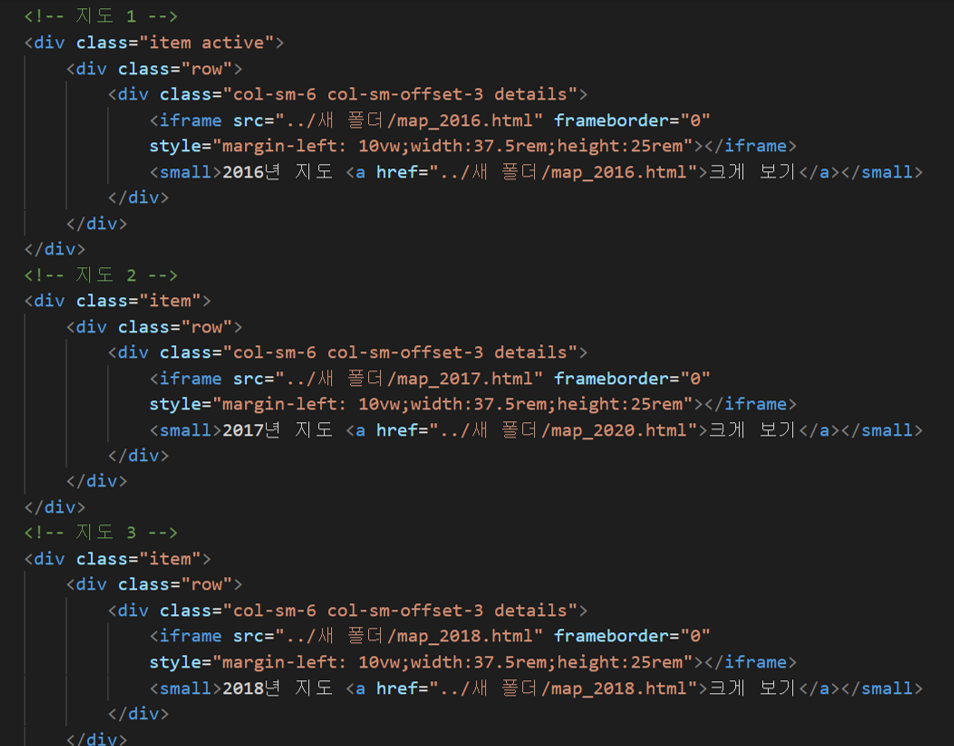 <!-- 지도 1 -->
<div class="item active">
<div class="row">
<div class="col-sm-6 col-sm-offset-3 details">
<iframe src="../새 폴더/map_2016.html" frameborder="0"
style="margin-left: 10vw;width:37.5rem;height:25rem"></iframe>
<small>2016년 지도 <a href="../새 폴더/map_2016.html">크게 보기</a></small>
</div>
</div>
</div>
<!-- 지도 2 -->
<div class="item">
<div class="row">
<div class="col-sm-6 col-sm-offset-3 details">
<iframe src="../새 폴더/map_2017.html" frameborder="0"
style="margin-left: 10vw;width:37.5rem;height:25rem"></iframe>
<small>2017년 지도 <a href="../새 폴더/map_2020.html">크게 보기</a></small>
</div>
</div>
</div>
<!-- 지도 3 -->
<div class="item">
<div class="row">
<div class="col-sm-6 col-sm-offset-3 details">
<iframe src="../새 폴더/map_2018.html" frameborder="0"
style="margin-left: 10vw;width:37.5rem;height:25rem"></iframe>
<small>2018년 지도 <a href="../새 폴더/map_2018.html">크게 보기</a></small>
</div>
</div>